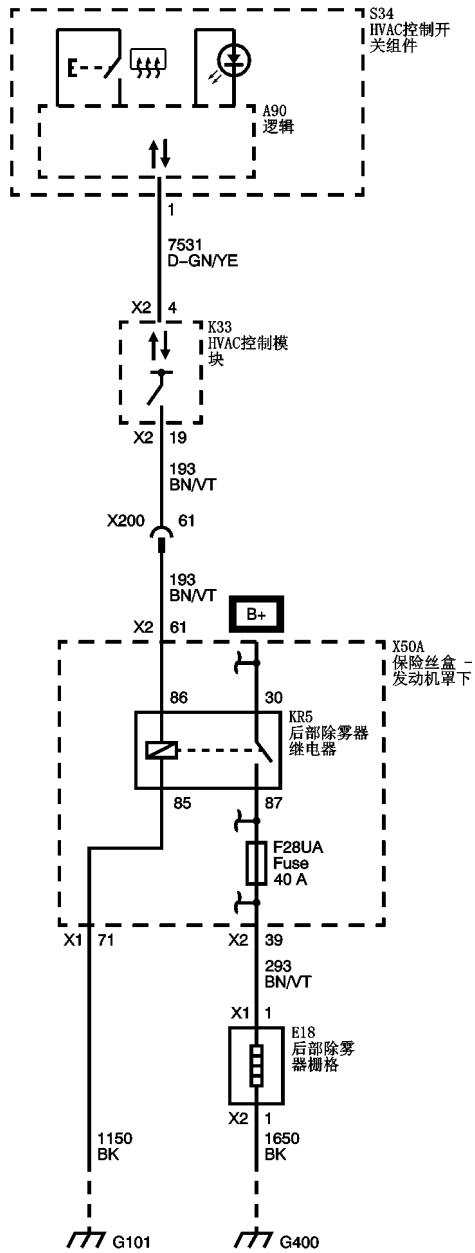 S34
HVAC控制开
关组件
A90
逻辑
1
7531
D-GN/YE
X2 4
K33
HVAC控制模
块
X2 19
193
BN/VT
X200 61
193
BN/VT
B+
X2 61
X50A
保险丝盒 -
发动机罩下
86 30
KR5
后部除雾器
继电器
85 87
F28UA
Fuse
40 A
X1 71 X2 39
293
BN/VT
X1 1
E18
后部除雾
器栅格
X2 1
1150
BK
1650
BK
G101 G400